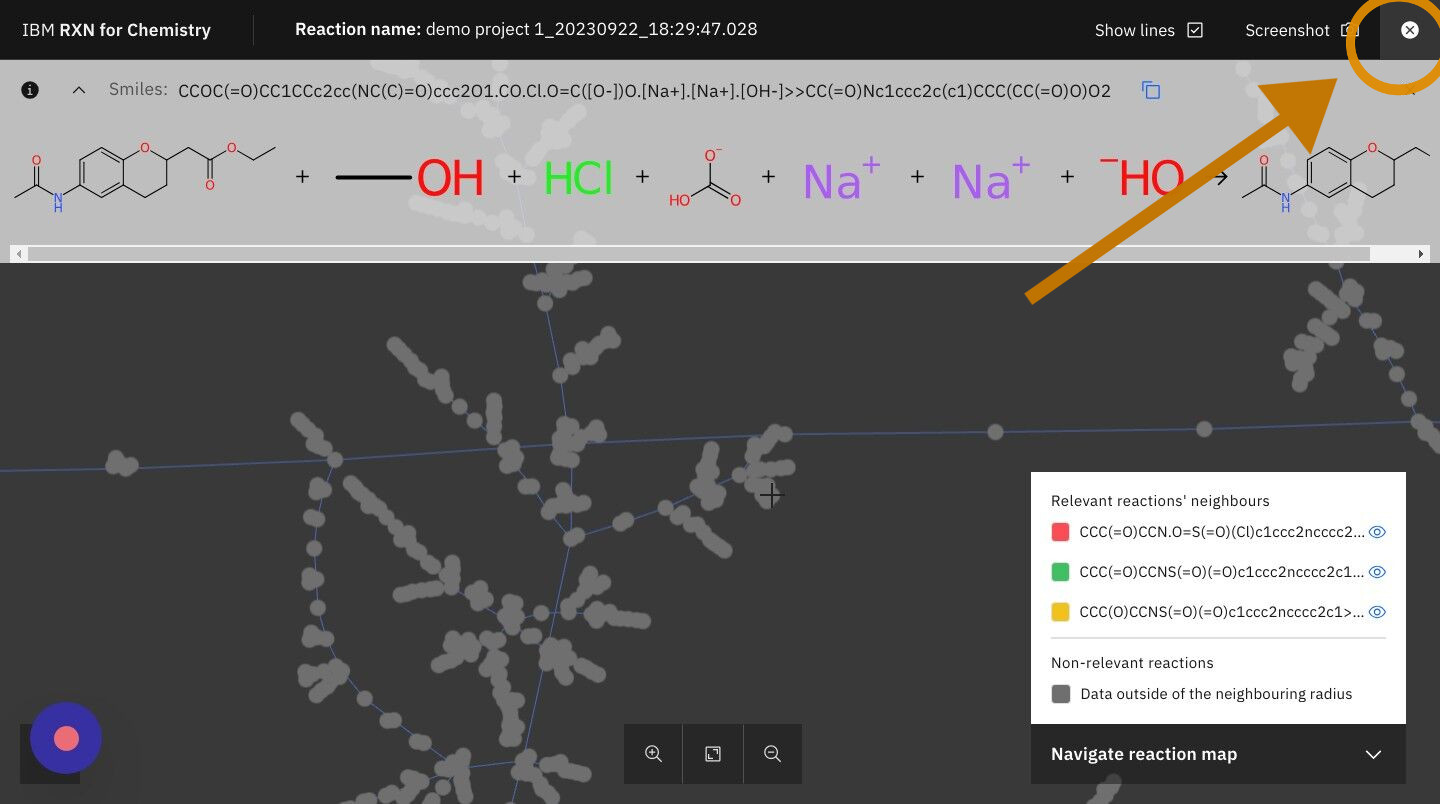 IBM RXN for Chemistry
Reaction name: demo project 1_20230922_18:29:47.028
Show lines
Screenshot
Smiles: CCOC(=O)CC1CCc2cc(NC(C)=O)ccc2O1.CO.Cl.O=C([O-])O.[Na+].[Na+].[OH-]>>CC(=O)Nc1ccc2c(c1)CCC(CC(=O)O)O2
O N H O O O + OH + HCl + O⁻ HO O + Na⁺ + Na⁺ + ⁻HO → O N H O
Relevant reactions' neighbours
CCC(=O)CCN.O=S(=O)(Cl)c1ccc2ncccc2...
CCC(=O)CCNS(=O)(=O)c1ccc2ncccc2c1...
CCC(O)CCNS(=O)(=O)c1ccc2ncccc2c1>...
Non-relevant reactions
Data outside of the neighbouring radius
Navigate reaction map